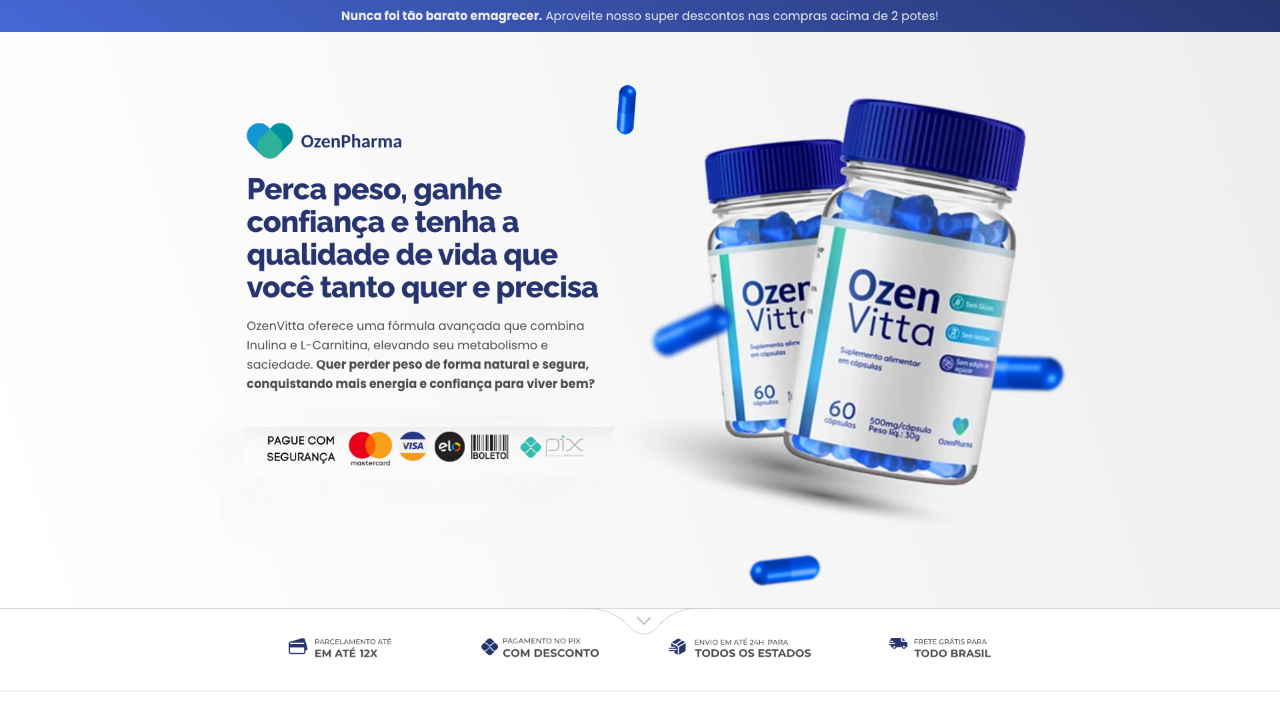 Nunca foi tão barato emagrecer. Aproveite nosso super descontos nas compras acima de 2 potes!
OzenPharma
Perca peso, ganhe
confiança e tenha a
qualidade de vida que
você tanto quer e precisa
OzenVitta oferece uma fórmula avançada que combina
Inulina e L-Carnitina, elevando seu metabolismo e
saciedade. Quer perder peso de forma natural e segura,
conquistando mais energia e confiança para viver bem?
PAGUE COM
SEGURANÇA
mastercard.
VISA
elo
BOLETO
pix
Ozen
Vitta
60
cápsulas
Ozen
Vitta
Suplemento alimentar
em cápsulas
Sem Glúten
Sem lactose
Sem adição de
açúcar
60
cápsulas
500mg/cápsula
Peso líq.: 30g
OzenPharma
PARCELAMENTO ATÉ
EM ATÉ 12X
PAGAMENTO NO PIX
COM DESCONTO
ENVIO EM ATÉ 24H PARA
TODOS OS ESTADOS
FRETE GRÁTIS PARA
TODO BRASIL